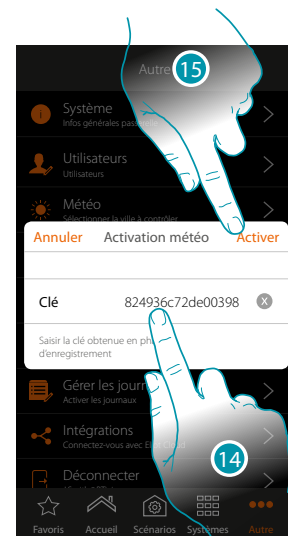 Autre
15
Système
Infos générales pas
Utilisateurs
Utilisateurs
Météo
Sélectionner la ville à contrôler
Annuler Activation météo Activer
Clé 824936c72de00398 X
Saisir la clé obtenue en ph
d'enregistrement
Gérer les journ
Activer les journaux
Intégrations
Connectez-vous avec El
14
Déconnecter
Favoris Accueil Scénarios Systèmes Autre